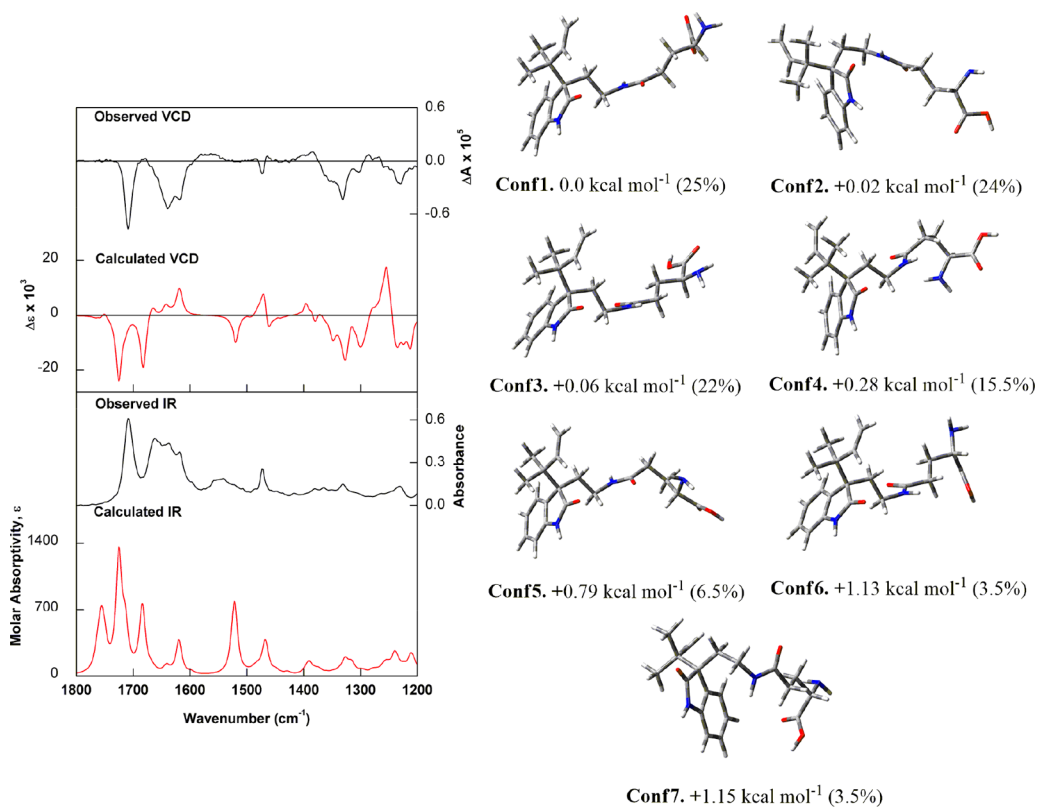 Observed VCD
0.6
0.0
-0.6
ΔA x 10⁵
Calculated VCD
20
0
-20
Δε x 10³
Observed IR
0.6
0.3
0.0
Absorbance
Calculated IR
1400
700
0
Molar Absorptivity, ε
1800 1700 1600 1500 1400 1300 1200
Wavenumber (cm⁻¹)
Conf1. 0.0 kcal mol⁻¹ (25%)
Conf2. +0.02 kcal mol⁻¹ (24%)
Conf3. +0.06 kcal mol⁻¹ (22%)
Conf4. +0.28 kcal mol⁻¹ (15.5%)
Conf5. +0.79 kcal mol⁻¹ (6.5%)
Conf6. +1.13 kcal mol⁻¹ (3.5%)
Conf7. +1.15 kcal mol⁻¹ (3.5%)